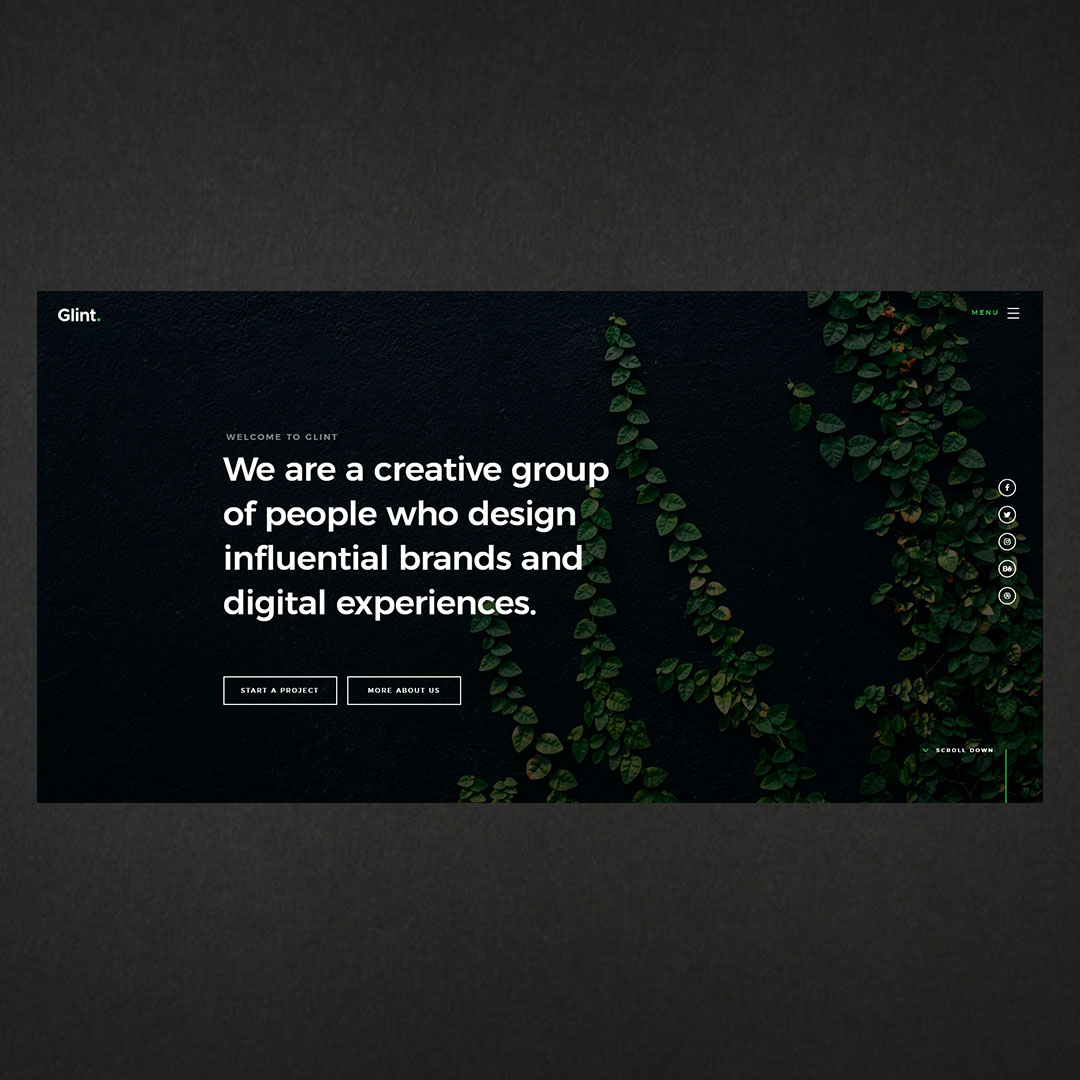 Glint.
MENU
WELCOME TO GLINT
We are a creative group
of people who design
influential brands and
digital experiences.
Bē
START A PROJECT
MORE ABOUT US
SCROLL DOWN